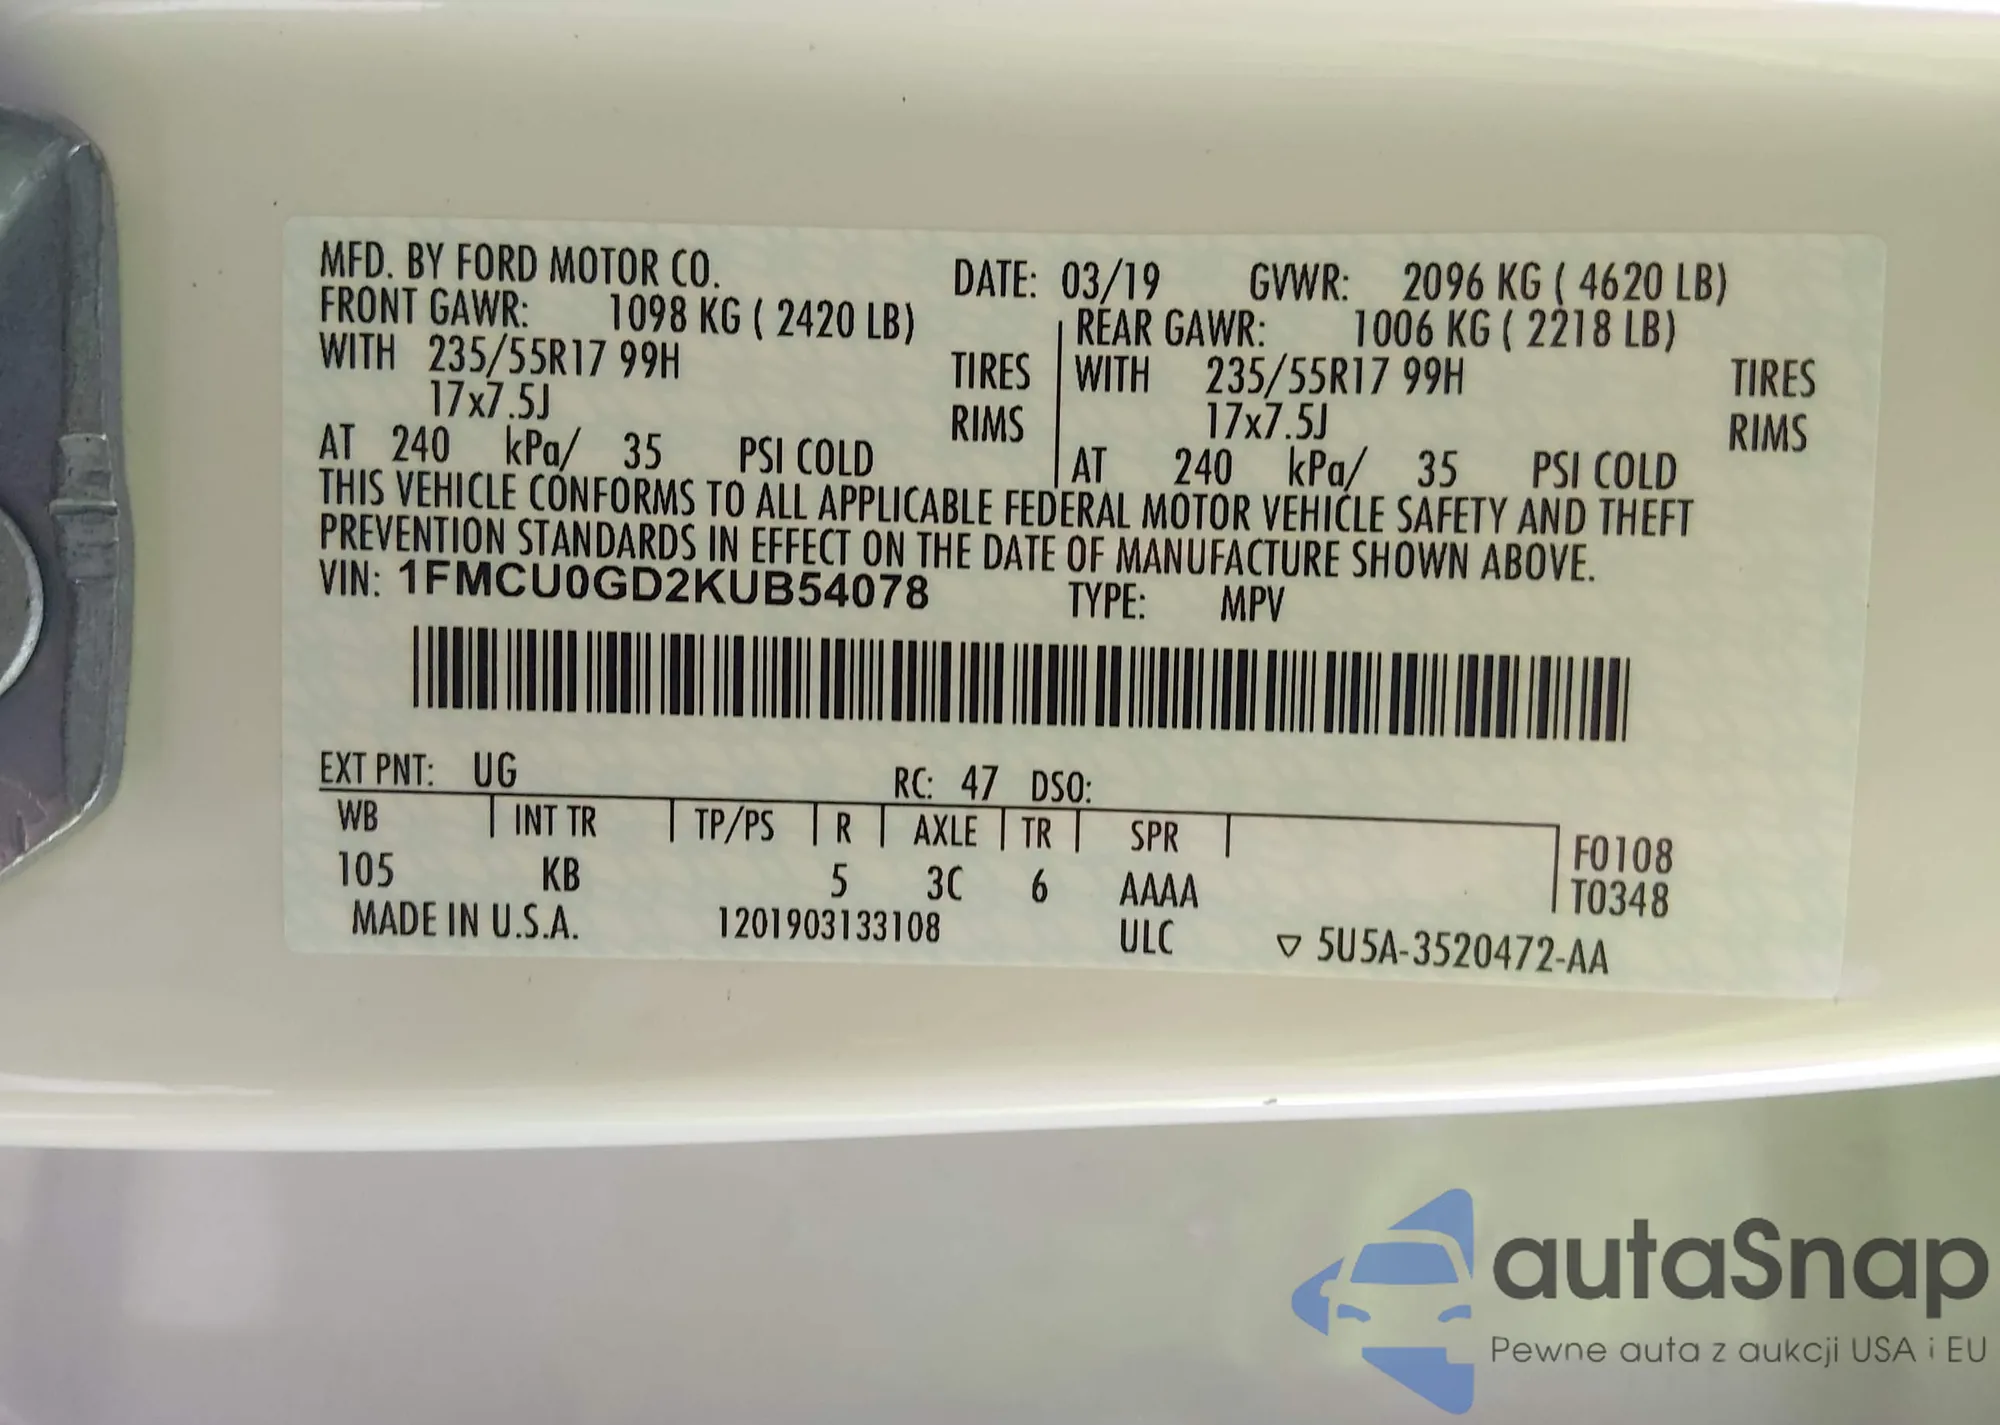 MFD. BY FORD MOTOR CO. DATE: 03/19 GVWR: 2096 KG ( 4620 LB)
FRONT GAWR: 1098 KG ( 2420 LB) REAR GAWR: 1006 KG ( 2218 LB)
WITH 235/55R17 99H TIRES WITH 235/55R17 99H TIRES
17x7.5J RIMS 17x7.5J RIMS
AT 240 kPa/ 35 PSI COLD AT 240 kPa/ 35 PSI COLD
THIS VEHICLE CONFORMS TO ALL APPLICABLE FEDERAL MOTOR VEHICLE SAFETY AND THEFT
PREVENTION STANDARDS IN EFFECT ON THE DATE OF MANUFACTURE SHOWN ABOVE.
VIN: 1FMCU0GD2KUB54078 TYPE: MPV
EXT PNT: UG RC: 47 DSO:
WB INT TR TP/PS R AXLE TR SPR F0108
105 KB 5 3C 6 AAAA T0348
MADE IN U.S.A. 1201903133108 ULC ▽ 5U5A-3520472-AA
autaSnap
Pewne auta z aukcji USA i EU